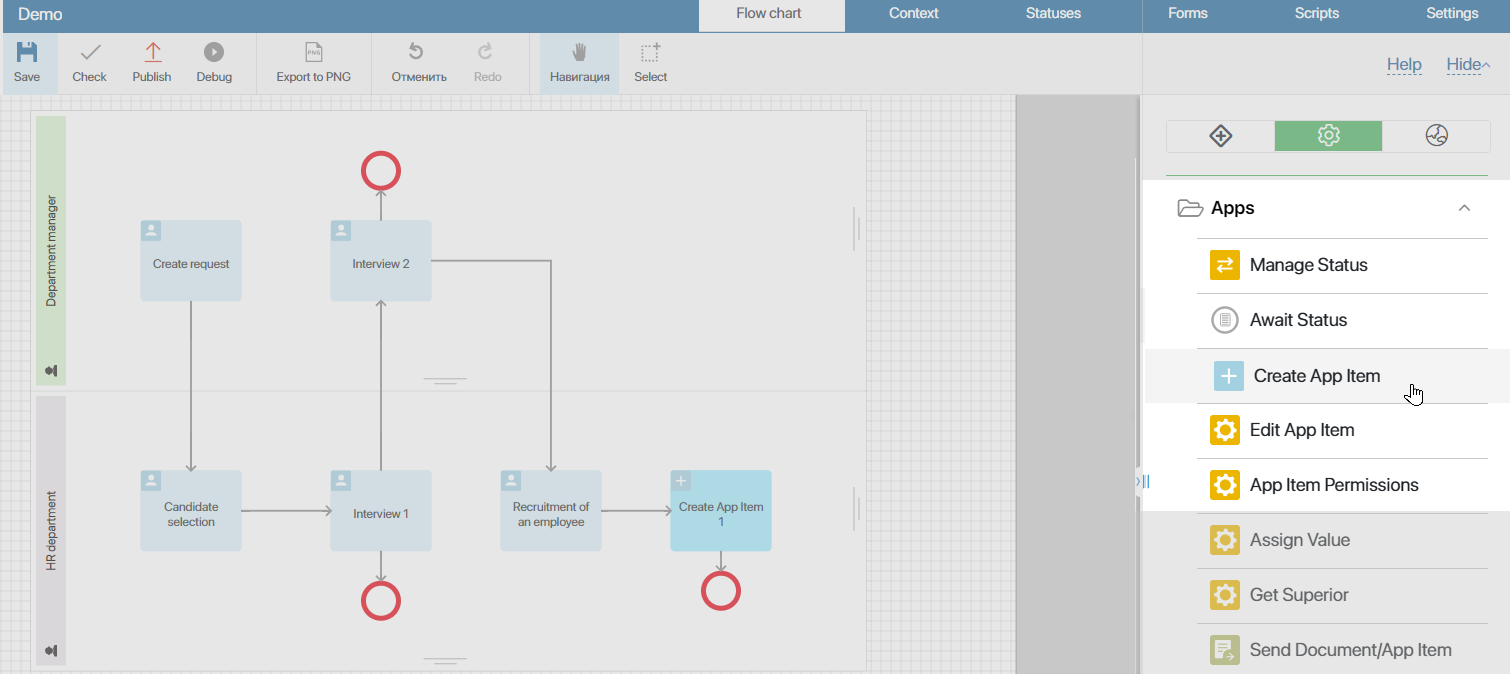 Demo
Flow chart
Context
Statuses
Forms
Scripts
Settings
Save
Check
Publish
Debug
PNG
Export to PNG
Отменить
Redo
Навигация
Select
Help
Hide
Department manager
Create request
Interview 2
HR department
Candidate
selection
Interview 1
Recruitment of
an employee
Create App Item
1
Apps
Manage Status
Await Status
Create App Item
Edit App Item
App Item Permissions
Assign Value
Get Superior
Send Document/App Item